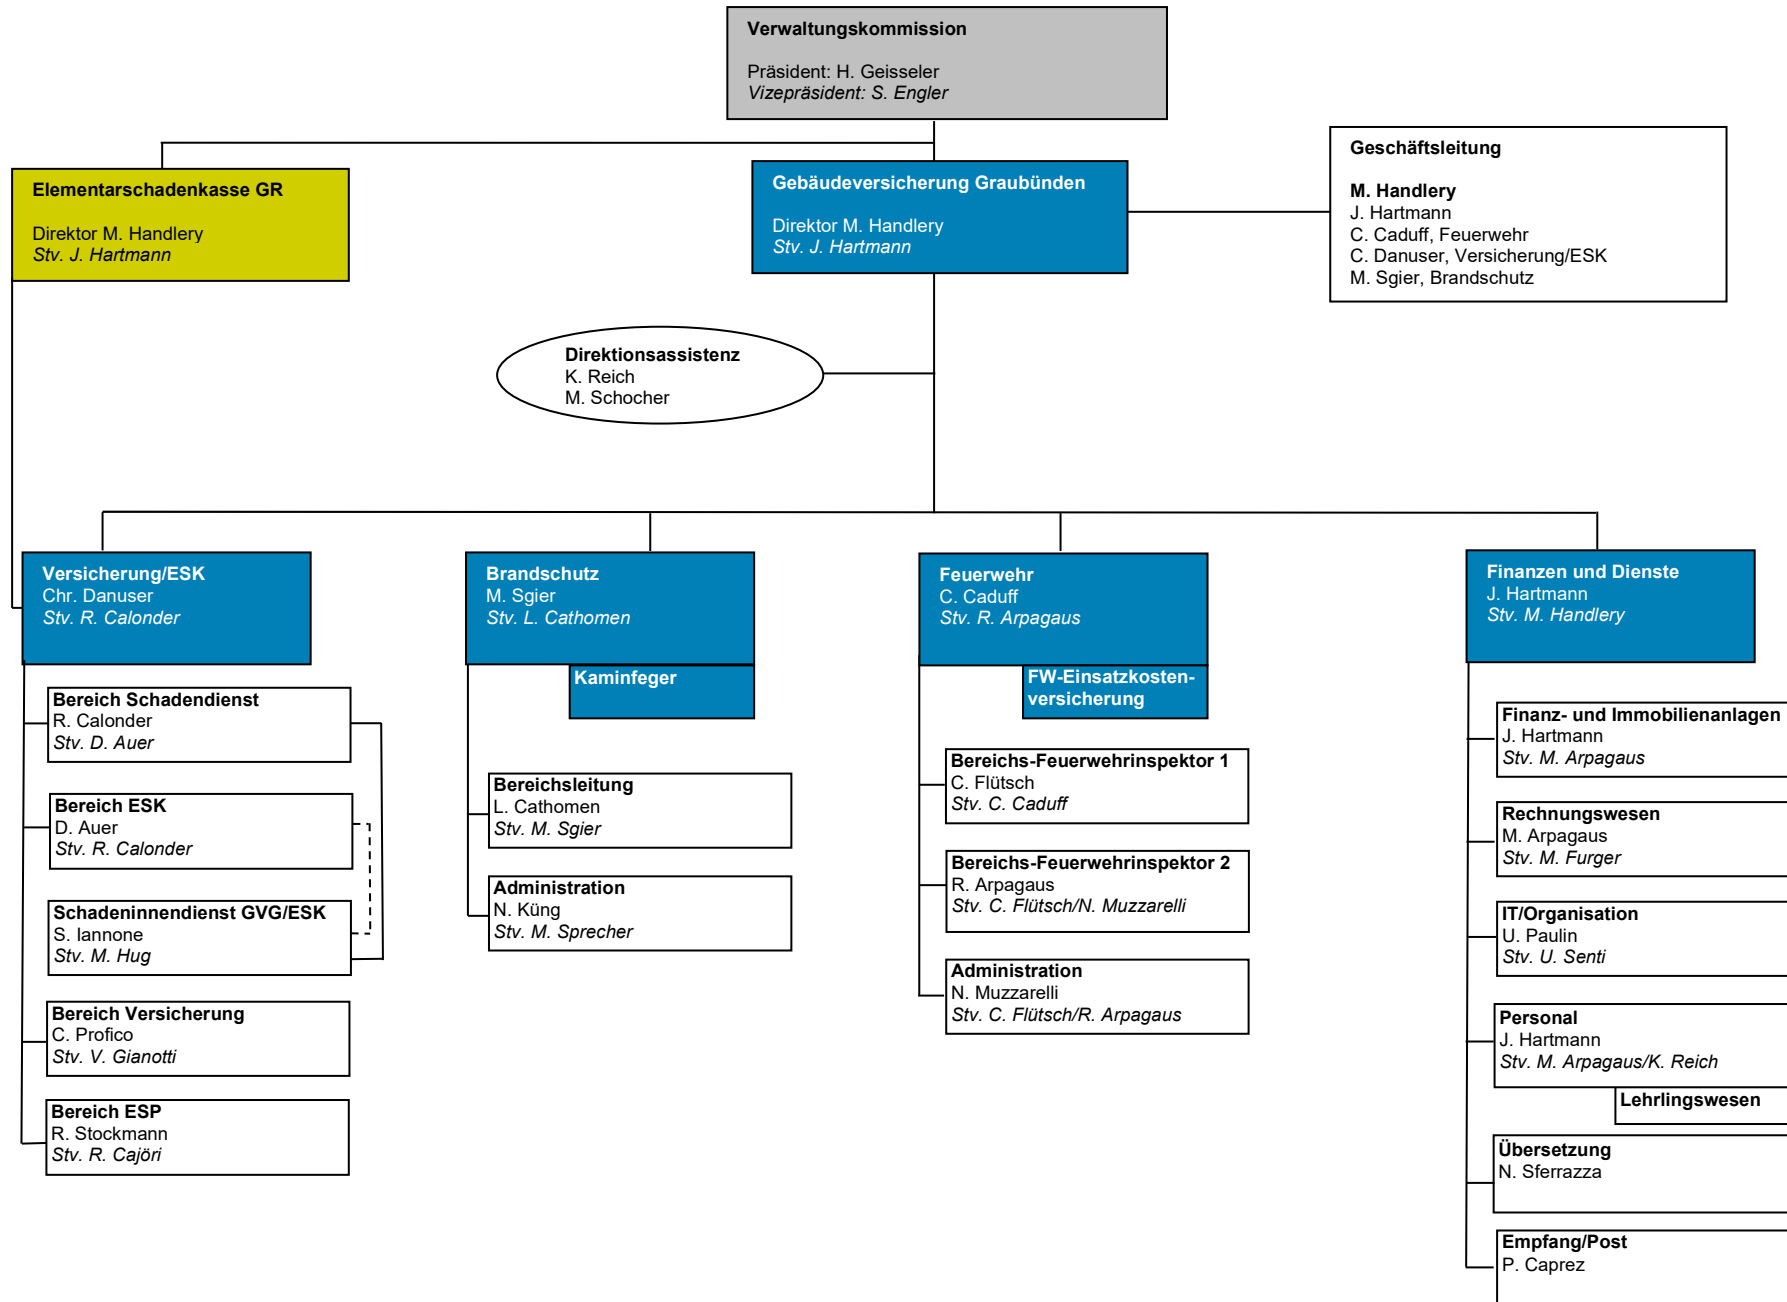 Verwaltungskommission
Präsident: H. Geisseler
Vizepräsident: S. Engler
Elementarschadenkasse GR
Direktor M. Handlery
Stv. J. Hartmann
Gebäudeversicherung Graubünden
Direktor M. Handlery
Stv. J. Hartmann
Geschäftsleitung
M. Handlery
J. Hartmann
C. Caduff, Feuerwehr
C. Danuser, Versicherung/ESK
M. Sgier, Brandschutz
Direktionsassistenz
K. Reich
M. Schocher
Versicherung/ESK
Chr. Danuser
Stv. R. Calonder
Bereich Schadendienst
R. Calonder
Stv. D. Auer
Bereich ESK
D. Auer
Stv. R. Calonder
Schadeninnendienst GVG/ESK
S. Iannone
Stv. M. Hug
Bereich Versicherung
C. Profico
Stv. V. Gianotti
Bereich ESP
R. Stockmann
Stv. R. Cajöri
Brandschutz
M. Sgier
Stv. L. Cathomen
Kaminfeger
Bereichsleitung
L. Cathomen
Stv. M. Sgier
Administration
N. Küng
Stv. M. Sprecher
Feuerwehr
C. Caduff
Stv. R. Arpagaus
FW-Einsatzkosten-
versicherung
Bereichs-Feuerwehrinspektor 1
C. Flütsch
Stv. C. Caduff
Bereichs-Feuerwehrinspektor 2
R. Arpagaus
Stv. C. Flütsch/N. Muzzarelli
Administration
N. Muzzarelli
Stv. C. Flütsch/R. Arpagaus
Finanzen und Dienste
J. Hartmann
Stv. M. Handlery
Finanz- und Immobilienanlagen
J. Hartmann
Stv. M. Arpagaus
Rechnungswesen
M. Arpagaus
Stv. M. Furger
IT/Organisation
U. Paulin
Stv. U. Senti
Personal
J. Hartmann
Stv. M. Arpagaus/K. Reich
Lehrlingswesen
Übersetzung
N. Sferrazza
Empfang/Post
P. Caprez